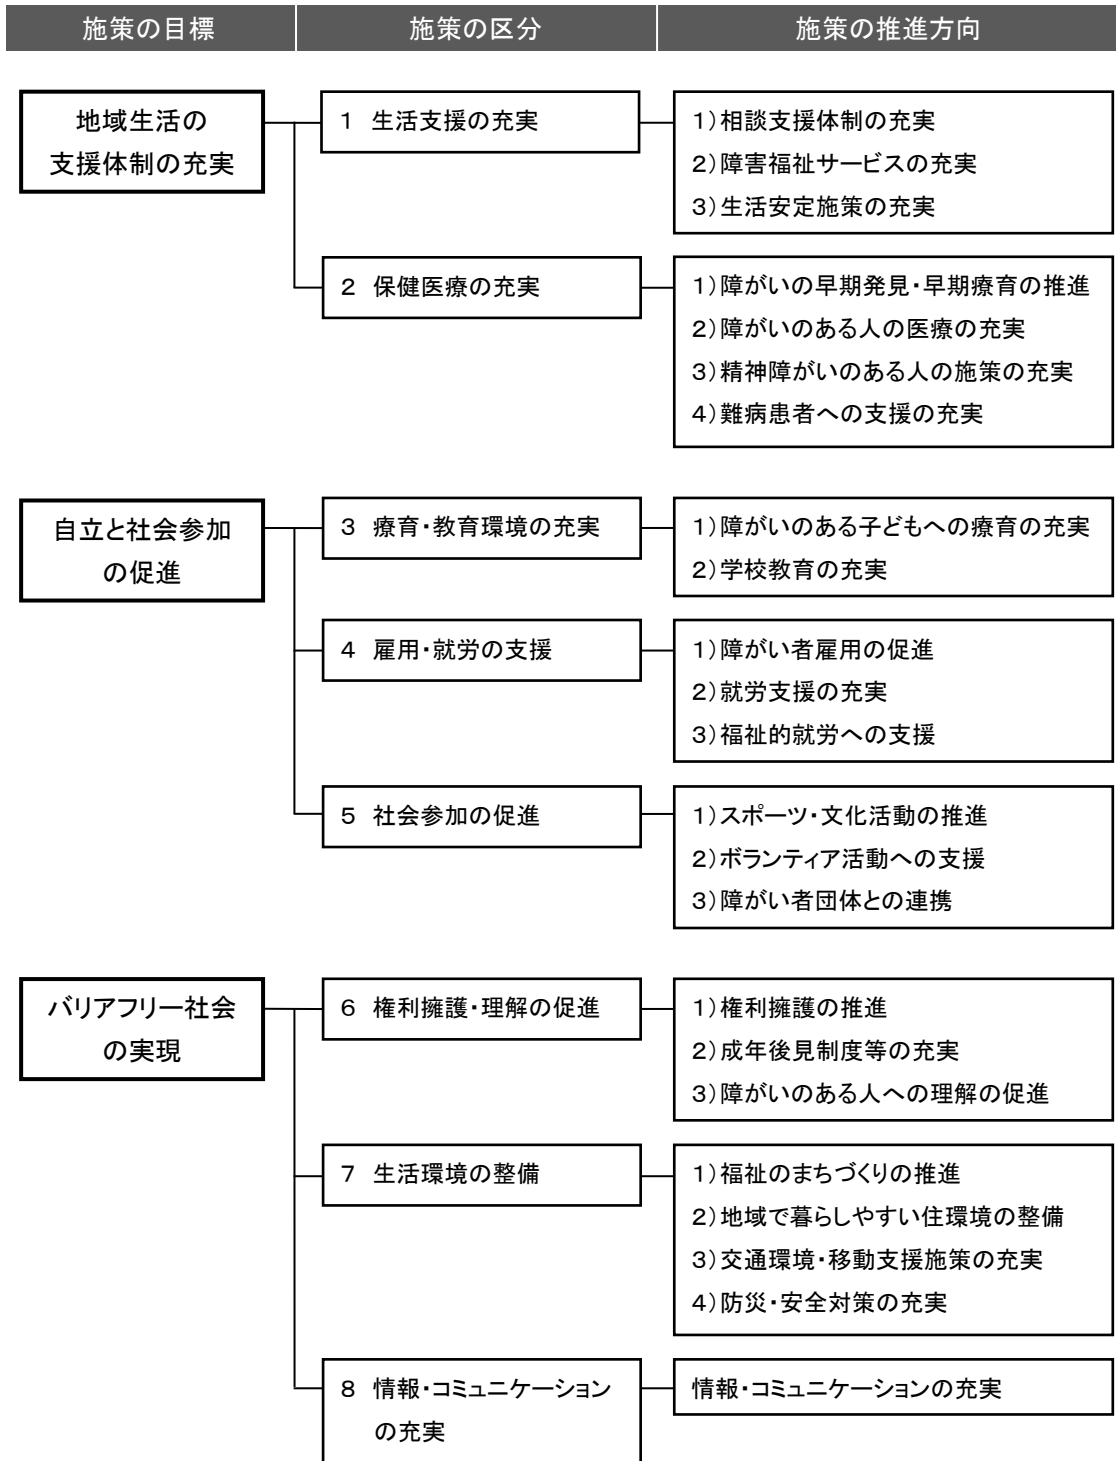 施策の目標 施策の区分 施策の推進方向
地域生活の
支援体制の充実
1 生活支援の充実
1)相談支援体制の充実
2)障害福祉サービスの充実
3)生活安定施策の充実
2 保健医療の充実
1)障がいの早期発見・早期療育の推進
2)障がいのある人の医療の充実
3)精神障がいのある人の施策の充実
4)難病患者への支援の充実
自立と社会参加
の促進
3 療育・教育環境の充実
1)障がいのある子どもへの療育の充実
2)学校教育の充実
4 雇用・就労の支援
1)障がい者雇用の促進
2)就労支援の充実
3)福祉的就労への支援
5 社会参加の促進
1)スポーツ・文化活動の推進
2)ボランティア活動への支援
3)障がい者団体との連携
バリアフリー社会
の実現
6 権利擁護・理解の促進
1)権利擁護の推進
2)成年後見制度等の充実
3)障がいのある人への理解の促進
7 生活環境の整備
1)福祉のまちづくりの推進
2)地域で暮らしやすい住環境の整備
3)交通環境・移動支援施策の充実
4)防災・安全対策の充実
8 情報・コミュニケーション
の充実
情報・コミュニケーションの充実